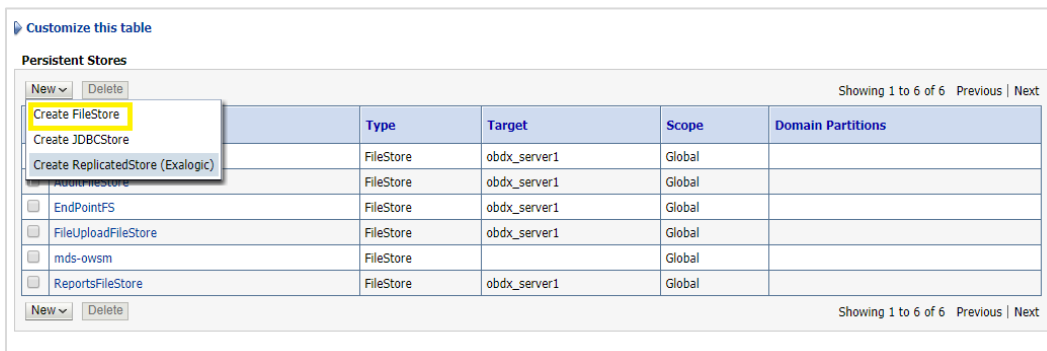 Customize this table
Persistent Stores
New Delete Showing 1 to 6 of 6 Previous | Next
Create FileStore
Create JDBCStore
Create ReplicatedStore (Exalogic)
Type Target Scope Domain Partitions
FileStore obdx_server1 Global
AuditFileStore FileStore obdx_server1 Global
EndPointFS FileStore obdx_server1 Global
FileUploadFileStore FileStore obdx_server1 Global
mds-owsm FileStore Global
ReportsFileStore FileStore obdx_server1 Global
New Delete Showing 1 to 6 of 6 Previous | Next